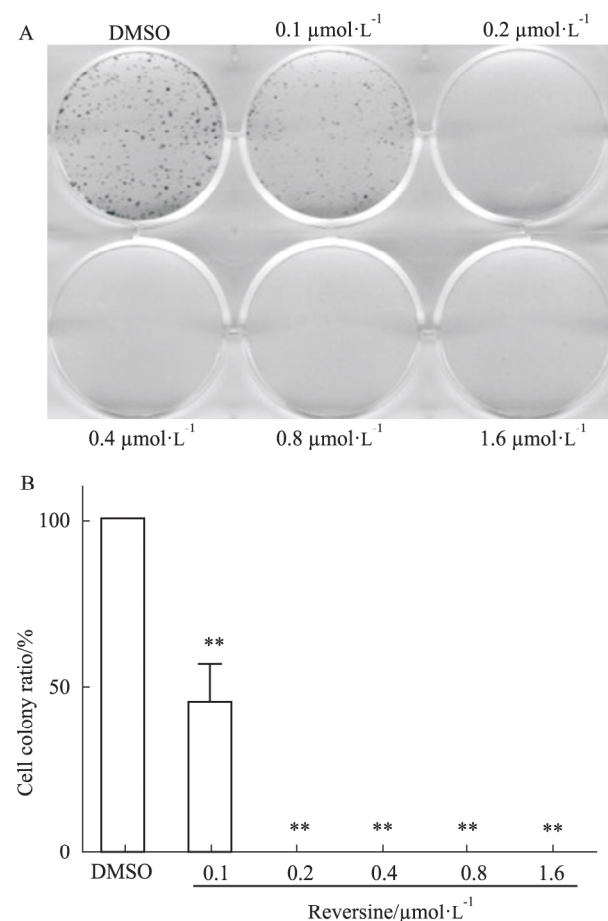 A
DMSO 0.1 μmol·L⁻¹ 0.2 μmol·L⁻¹
0.4 μmol·L⁻¹ 0.8 μmol·L⁻¹ 1.6 μmol·L⁻¹
B
Cell colony ratio/%
100
**
50
** ** ** **
0
DMSO 0.1 0.2 0.4 0.8 1.6
Reversine/μmol·L⁻¹